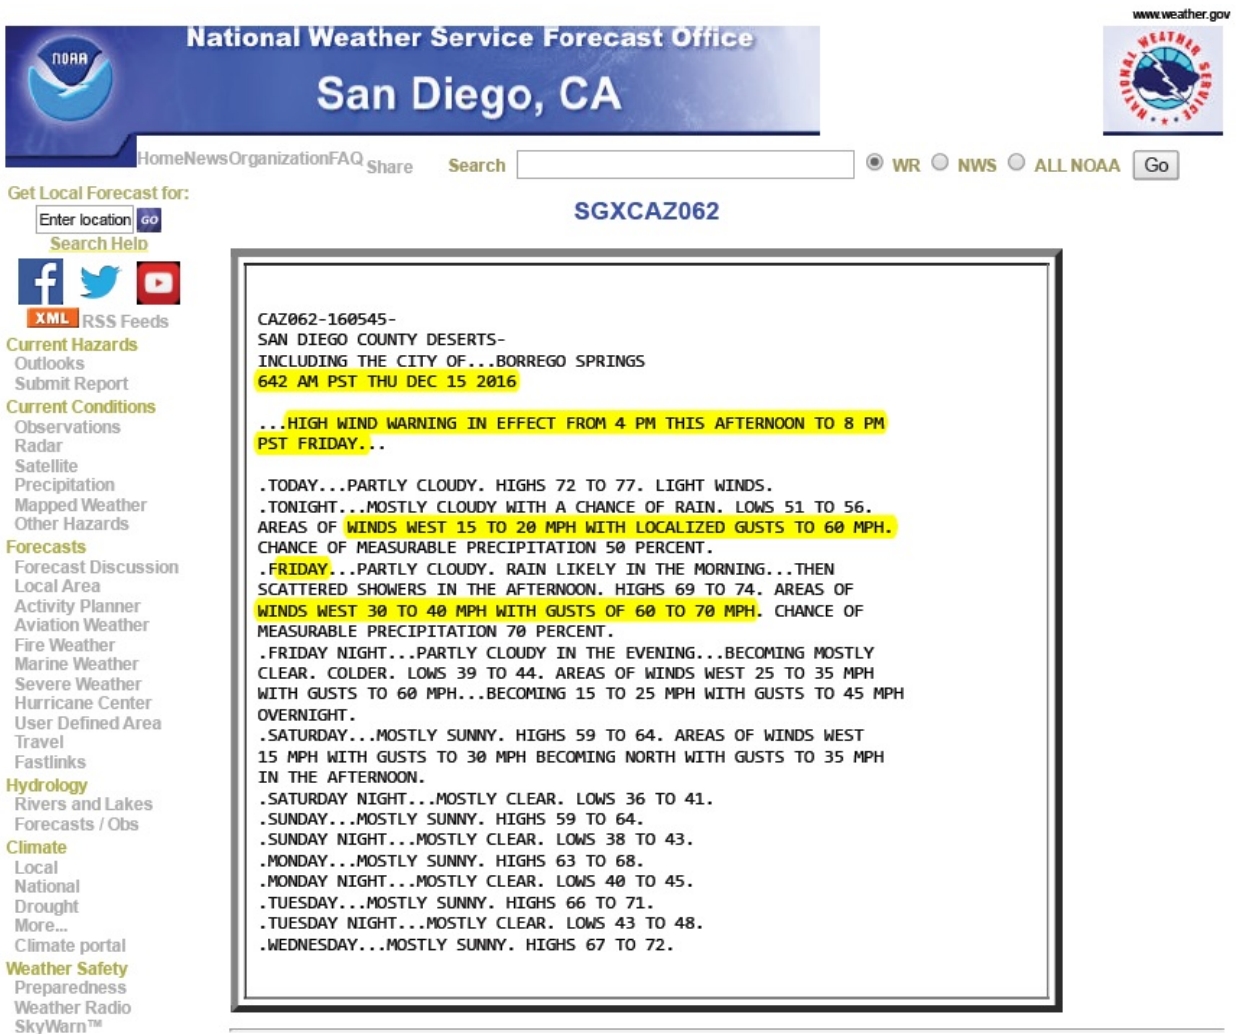 www.weather.gov
NOAA
National Weather Service Forecast Office
San Diego, CA
NATIONAL WEATHER SERVICE
HomeNewsOrganizationFAQ Share Search WR NWS ALL NOAA Go
Get Local Forecast for:
Enter location GO
Search Help
XML RSS Feeds
Current Hazards
Outlooks
Submit Report
Current Conditions
Observations
Radar
Satellite
Precipitation
Mapped Weather
Other Hazards
Forecasts
Forecast Discussion
Local Area
Activity Planner
Aviation Weather
Fire Weather
Marine Weather
Severe Weather
Hurricane Center
User Defined Area
Travel
Fastlinks
Hydrology
Rivers and Lakes
Forecasts / Obs
Climate
Local
National
Drought
More...
Climate portal
Weather Safety
Preparedness
Weather Radio
SkyWarn™
SGXCAZ062
CAZ062-160545-
SAN DIEGO COUNTY DESERTS-
INCLUDING THE CITY OF...BORREGO SPRINGS
642 AM PST THU DEC 15 2016
...HIGH WIND WARNING IN EFFECT FROM 4 PM THIS AFTERNOON TO 8 PM
PST FRIDAY...
.TODAY...PARTLY CLOUDY. HIGHS 72 TO 77. LIGHT WINDS.
.TONIGHT...MOSTLY CLOUDY WITH A CHANCE OF RAIN. LOWS 51 TO 56.
AREAS OF WINDS WEST 15 TO 20 MPH WITH LOCALIZED GUSTS TO 60 MPH.
CHANCE OF MEASURABLE PRECIPITATION 50 PERCENT.
.FRIDAY...PARTLY CLOUDY. RAIN LIKELY IN THE MORNING...THEN
SCATTERED SHOWERS IN THE AFTERNOON. HIGHS 69 TO 74. AREAS OF
WINDS WEST 30 TO 40 MPH WITH GUSTS OF 60 TO 70 MPH. CHANCE OF
MEASURABLE PRECIPITATION 70 PERCENT.
.FRIDAY NIGHT...PARTLY CLOUDY IN THE EVENING...BECOMING MOSTLY
CLEAR. COLDER. LOWS 39 TO 44. AREAS OF WINDS WEST 25 TO 35 MPH
WITH GUSTS TO 60 MPH...BECOMING 15 TO 25 MPH WITH GUSTS TO 45 MPH
OVERNIGHT.
.SATURDAY...MOSTLY SUNNY. HIGHS 59 TO 64. AREAS OF WINDS WEST
15 MPH WITH GUSTS TO 30 MPH BECOMING NORTH WITH GUSTS TO 35 MPH
IN THE AFTERNOON.
.SATURDAY NIGHT...MOSTLY CLEAR. LOWS 36 TO 41.
.SUNDAY...MOSTLY SUNNY. HIGHS 59 TO 64.
.SUNDAY NIGHT...MOSTLY CLEAR. LOWS 38 TO 43.
.MONDAY...MOSTLY SUNNY. HIGHS 63 TO 68.
.MONDAY NIGHT...MOSTLY CLEAR. LOWS 40 TO 45.
.TUESDAY...MOSTLY SUNNY. HIGHS 66 TO 71.
.TUESDAY NIGHT...MOSTLY CLEAR. LOWS 43 TO 48.
.WEDNESDAY...MOSTLY SUNNY. HIGHS 67 TO 72.